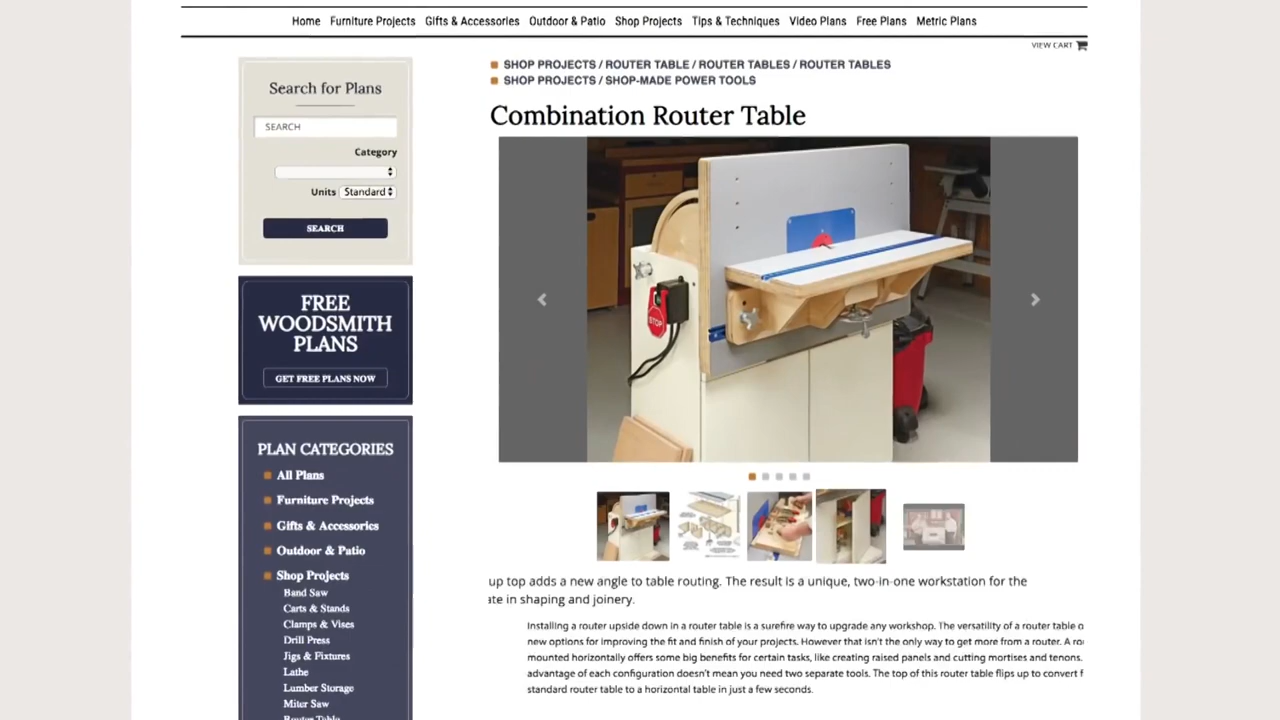 Home Furniture Projects Gifts & Accessories Outdoor & Patio Shop Projects Tips & Techniques Video Plans Free Plans Metric Plans
VIEW CART
SHOP PROJECTS / ROUTER TABLE / ROUTER TABLES / ROUTER TABLES
SHOP PROJECTS / SHOP-MADE POWER TOOLS
Combination Router Table
Search for Plans
SEARCH
Category
Units Standard
SEARCH
FREE
WOODSMITH
PLANS
GET FREE PLANS NOW
PLAN CATEGORIES
All Plans
Furniture Projects
Gifts & Accessories
Outdoor & Patio
Shop Projects
Band Saw
Carts & Stands
Clamps & Vises
Drill Press
Jigs & Fixtures
Lathe
Lumber Storage
Miter Saw
Router Table
STOP
up top adds a new angle to table routing. The result is a unique, two-in-one workstation for the
ate in shaping and joinery.
Installing a router upside down in a router table is a surefire way to upgrade any workshop. The versatility of a router table o
new options for improving the fit and finish of your projects. However that isn't the only way to get more from a router. A ro
mounted horizontally offers some big benefits for certain tasks, like creating raised panels and cutting mortises and tenons.
advantage of each configuration doesn't mean you need two separate tools. The top of this router table flips up to convert f
standard router table to a horizontal table in just a few seconds.